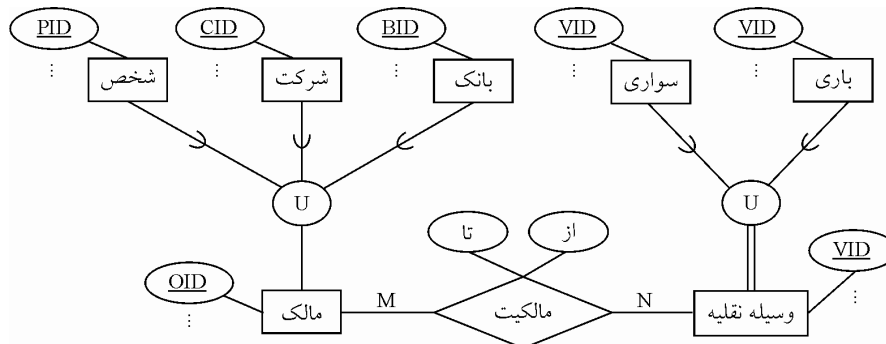 PID CID BID VID VID
شخص شرکت بانک سواری باری
U U
تا از
VID
OID
مالک M مالکیت N وسیله نقلیه